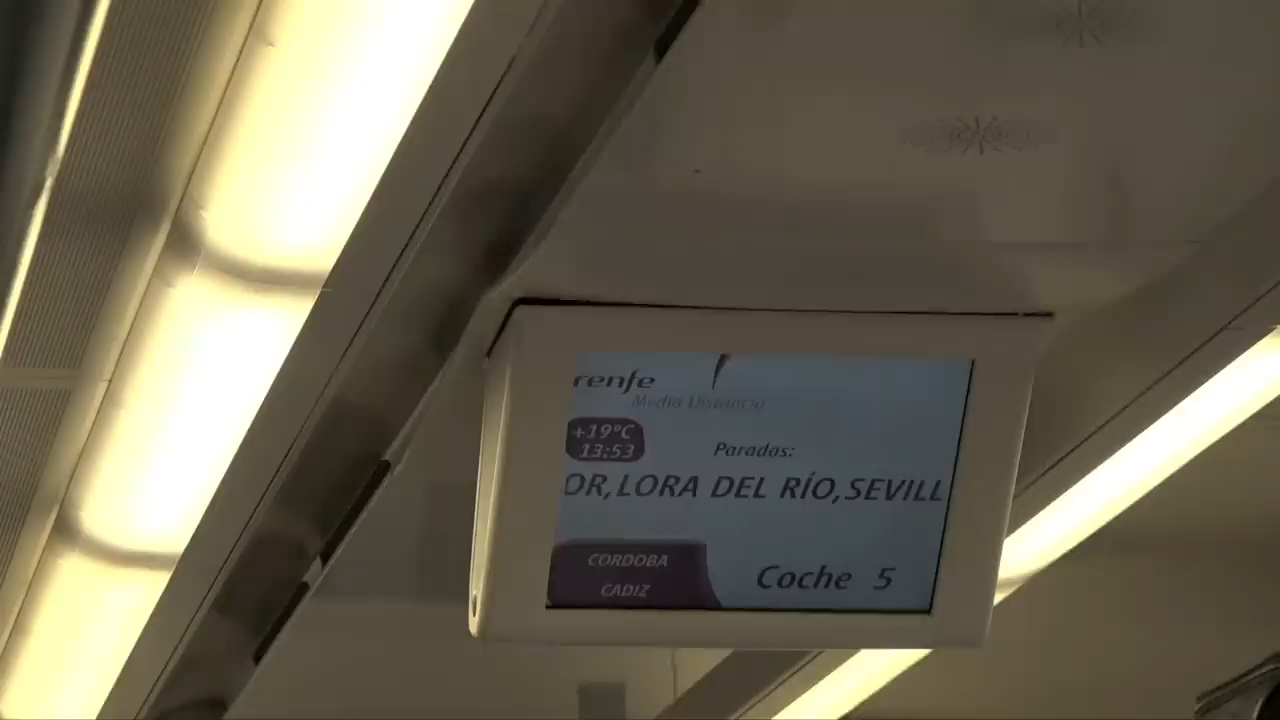 renfe
Media Distancia
+19°C
13:53
Paradas:
OR,LORA DEL RÍO,SEVILL
CORDOBA
CADIZ
Coche 5